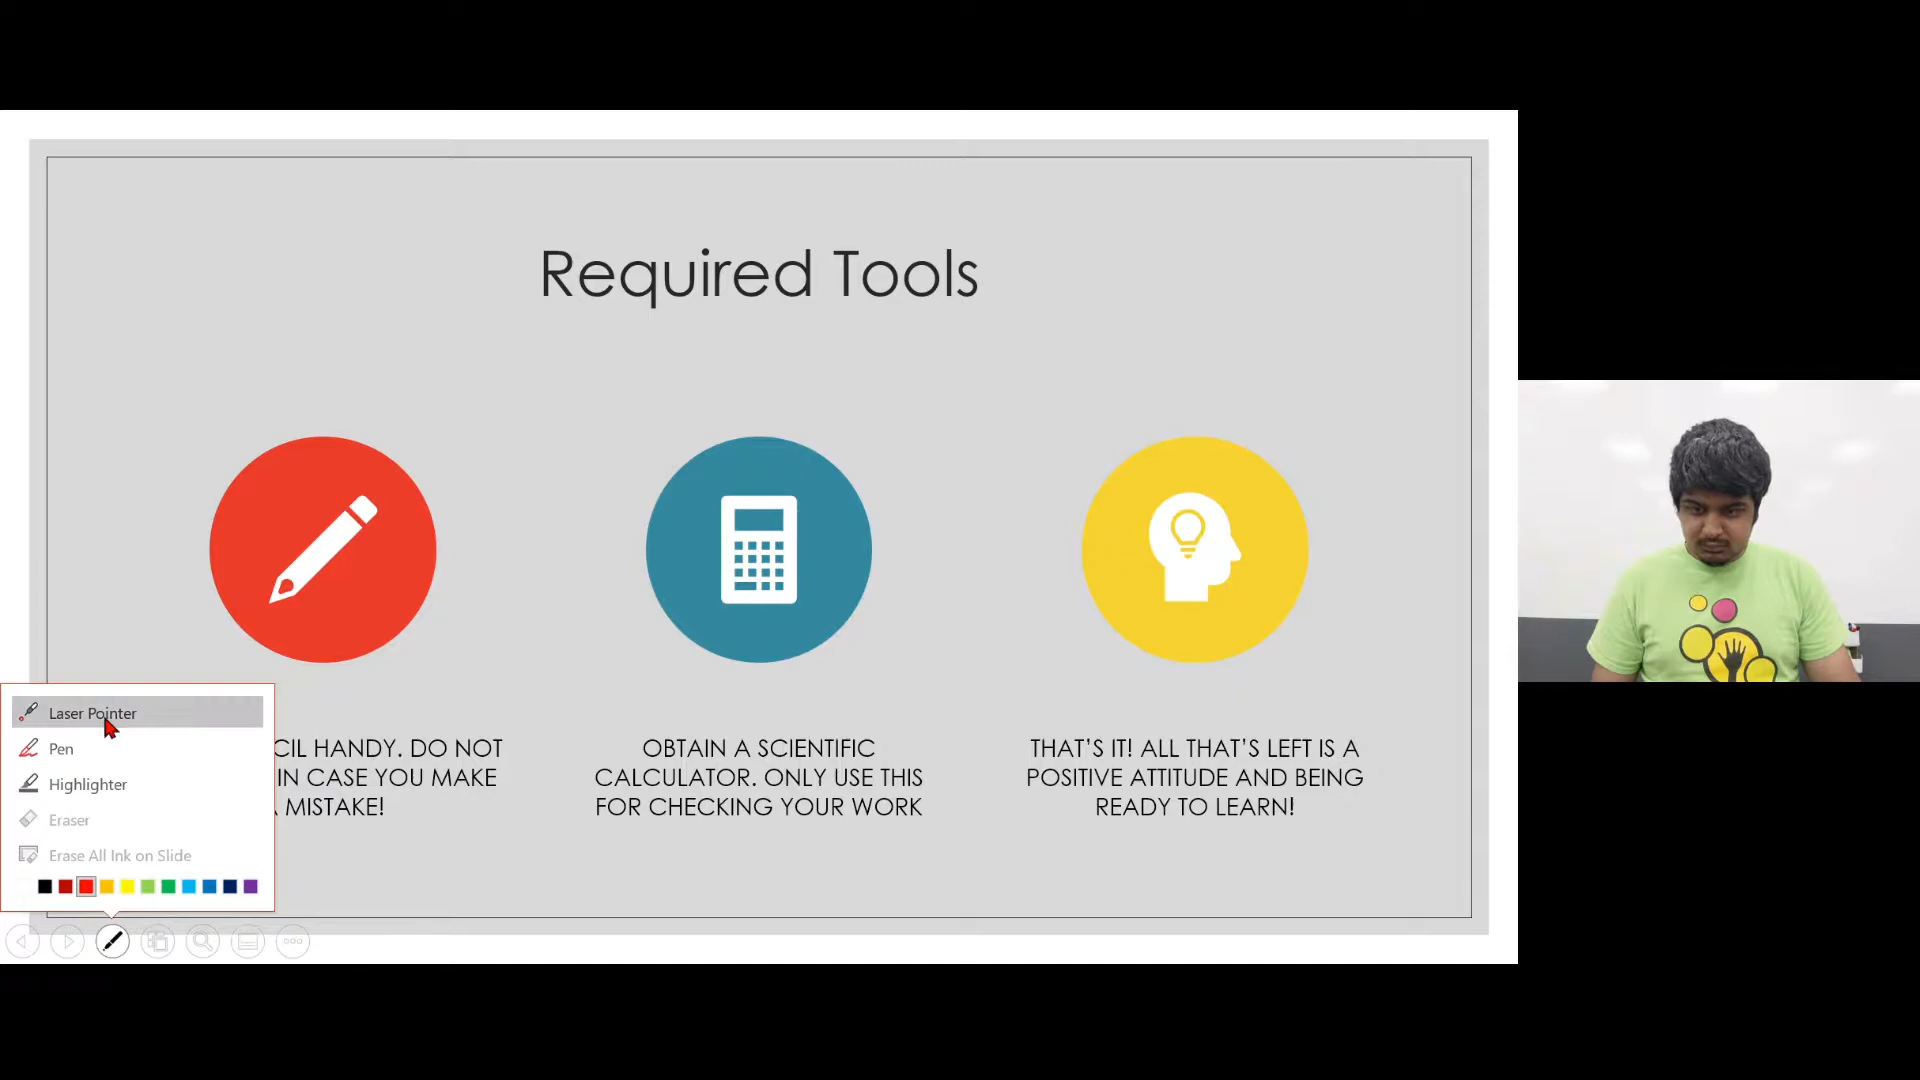 Required Tools
CIL HANDY. DO NOT
IN CASE YOU MAKE
MISTAKE!
OBTAIN A SCIENTIFIC
CALCULATOR. ONLY USE THIS
FOR CHECKING YOUR WORK
THAT’S IT! ALL THAT’S LEFT IS A
POSITIVE ATTITUDE AND BEING
READY TO LEARN!
Laser Pointer
Pen
Highlighter
Eraser
Erase All Ink on Slide